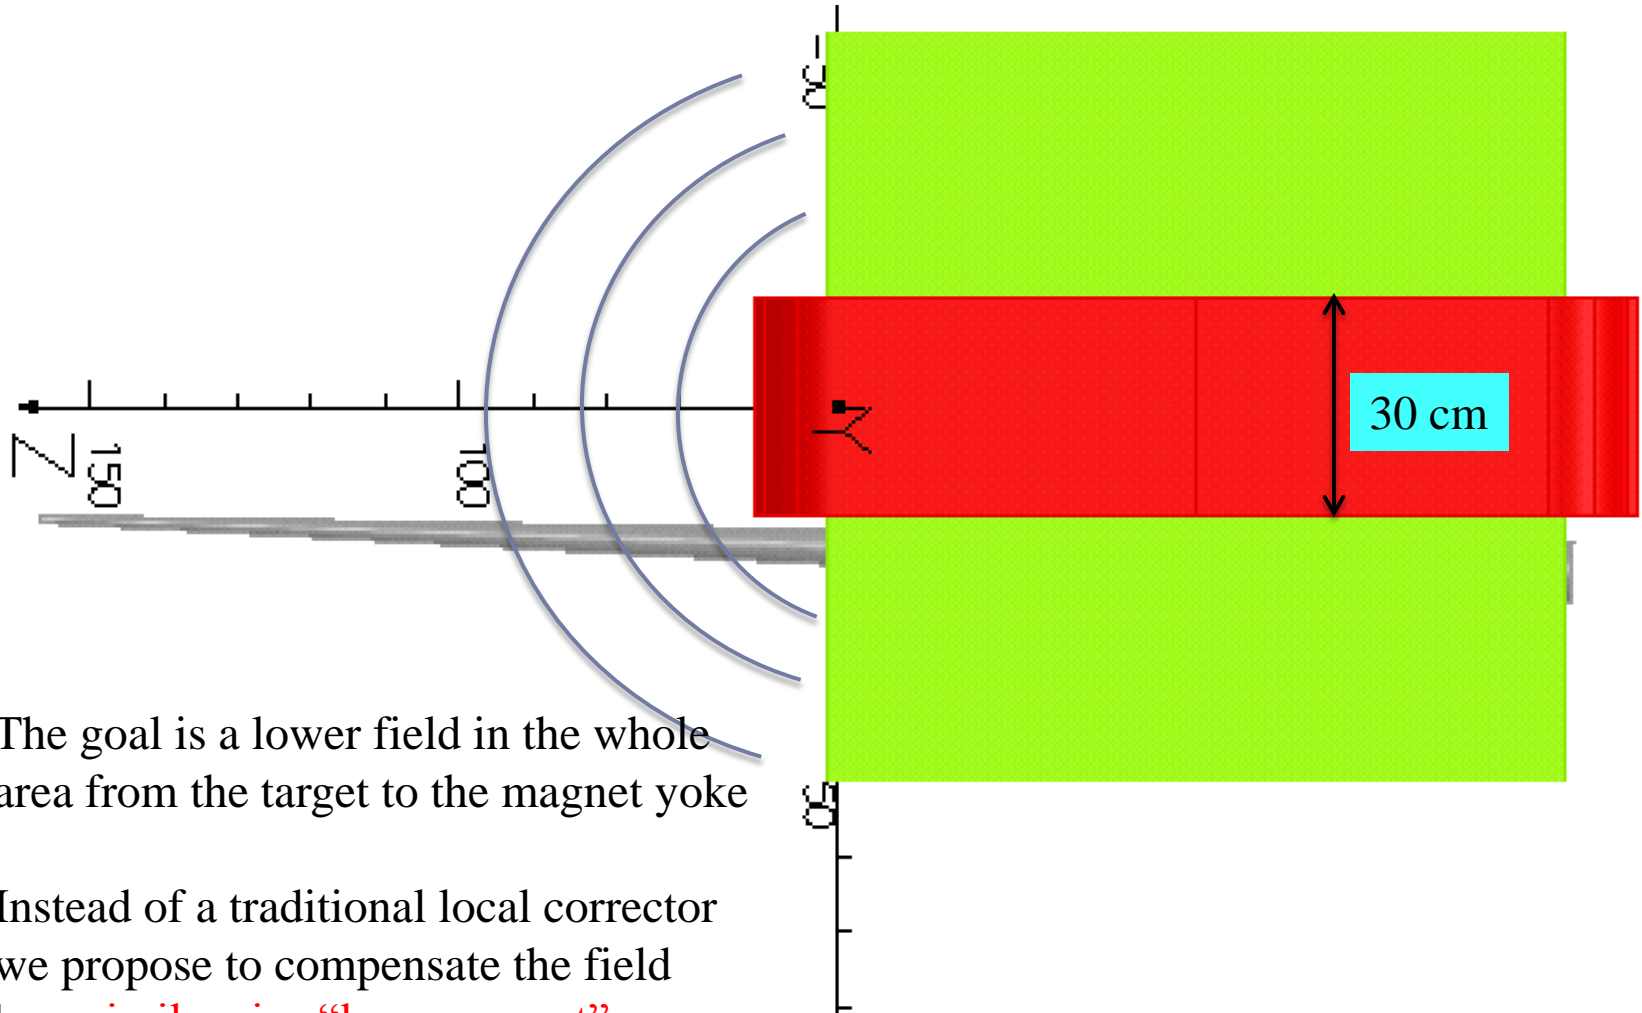 -50
30 cm
Y
Z
150
100
50
The goal is a lower field in the whole
area from the target to the magnet yoke
Instead of a traditional local corrector
we propose to compensate the field